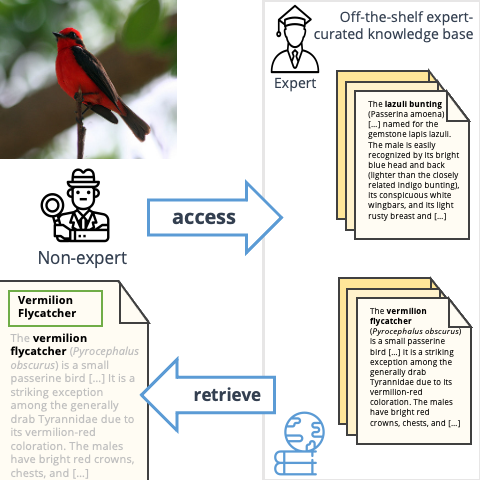 Off-the-shelf expert-
curated knowledge base
Expert
The lazuli bunting
(Passerina amoena)
[...] named for the
gemstone lapis lazuli.
The male is easily
recognized by its bright
blue head and back
(lighter than the closely
related indigo bunting),
its conspicuous white
wingbars, and its light
rusty breast and [...]
access
Non-expert
Vermilion
Flycatcher
The vermilion
flycatcher (Pyrocephalus
obscurus) is a small
passerine bird [...] It is a
striking exception
among the generally
drab Tyrannidae due to
its vermilion-red
coloration. The males
have bright red crowns,
chests, and [...]
retrieve
The vermilion
flycatcher
(Pyrocephalus obscurus)
is a small passerine
bird [...] it is a striking
exception among the
generally drab
Tyrannidae due to its
vermilion-red
coloration. The males
have bright red
crowns, chests, and [...]